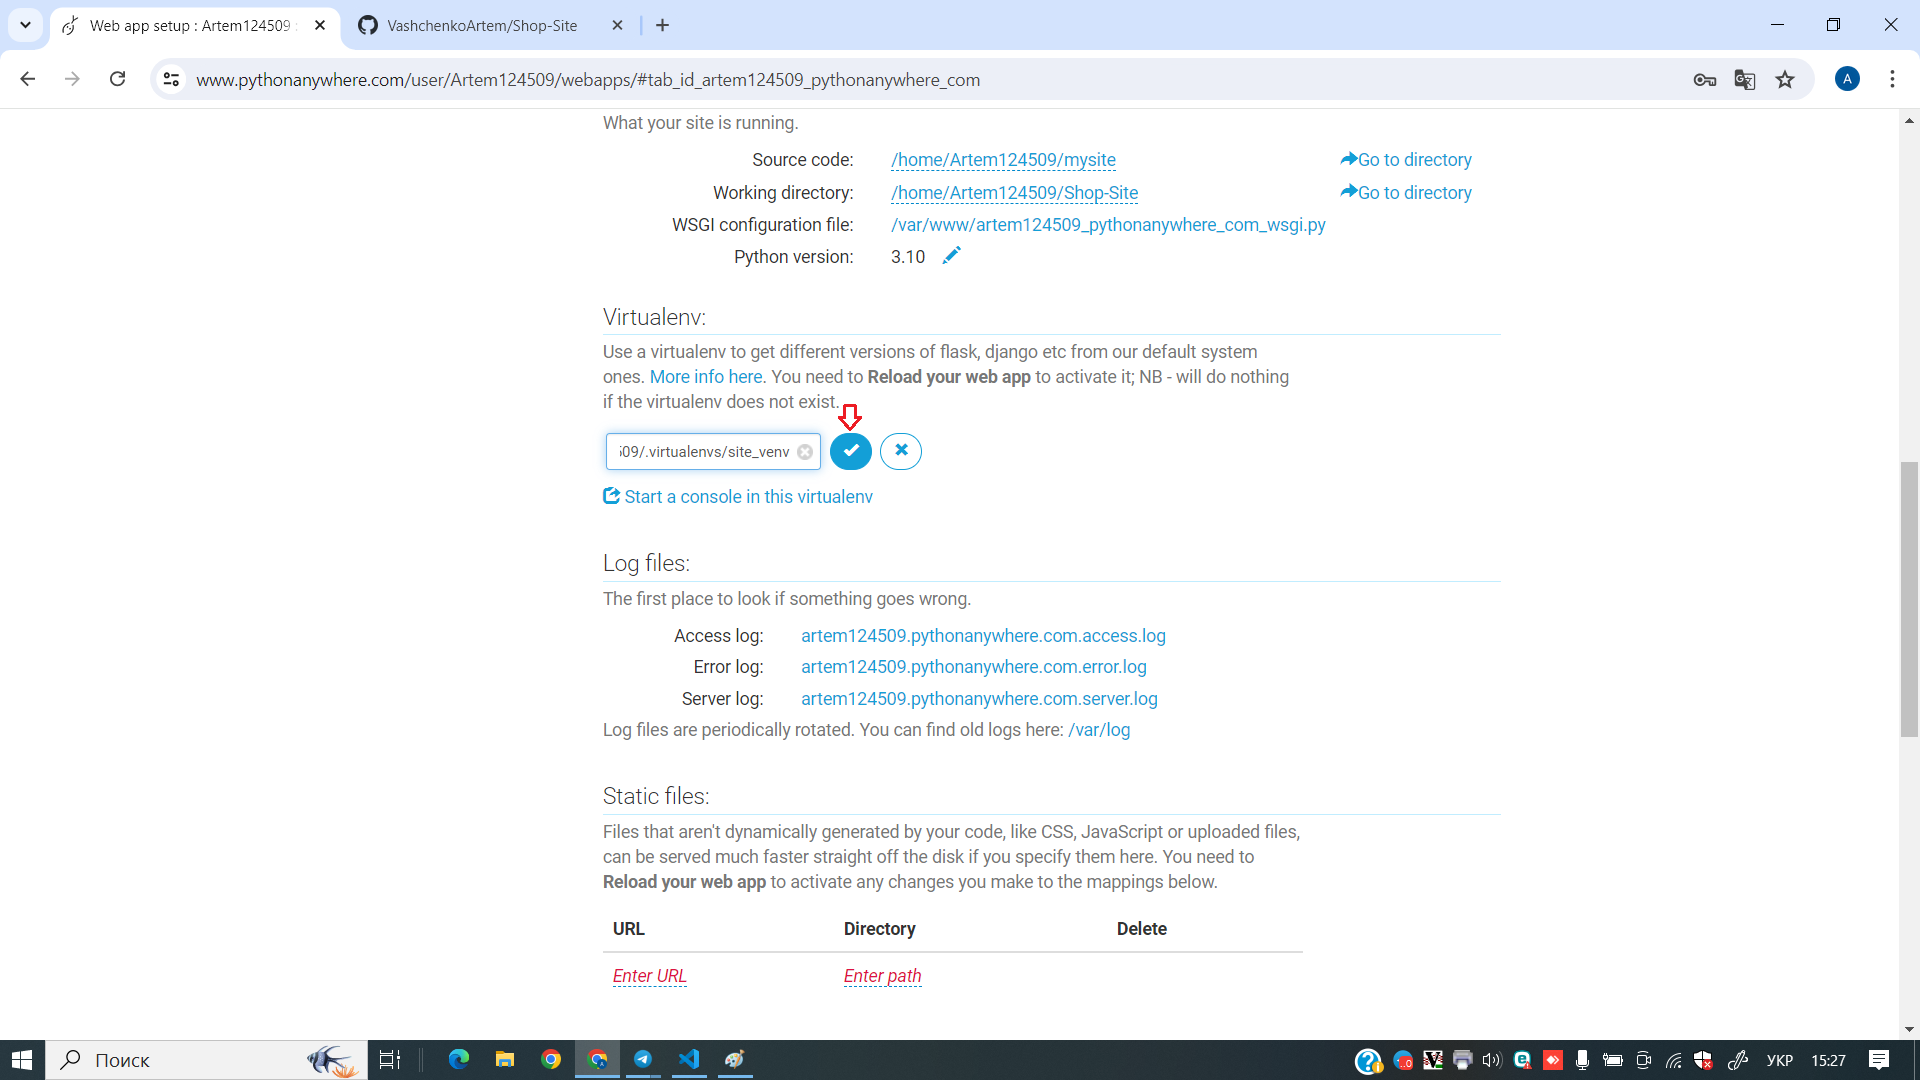 Web app setup : Artem124509 :
VashchenkoArtem/Shop-Site
www.pythonanywhere.com/user/Artem124509/webapps/#tab_id_artem124509_pythonanywhere_com
A
What your site is running.
Source code: /home/Artem124509/mysite Go to directory
Working directory: /home/Artem124509/Shop-Site Go to directory
WSGI configuration file: /var/www/artem124509_pythonanywhere_com_wsgi.py
Python version: 3.10
Virtualenv:
Use a virtualenv to get different versions of flask, django etc from our default system
ones. More info here. You need to Reload your web app to activate it; NB - will do nothing
if the virtualenv does not exist.
509/.virtualenvs/site_venv
Start a console in this virtualenv
Log files:
The first place to look if something goes wrong.
Access log: artem124509.pythonanywhere.com.access.log
Error log: artem124509.pythonanywhere.com.error.log
Server log: artem124509.pythonanywhere.com.server.log
Log files are periodically rotated. You can find old logs here: /var/log
Static files:
Files that aren't dynamically generated by your code, like CSS, JavaScript or uploaded files,
can be served much faster straight off the disk if you specify them here. You need to
Reload your web app to activate any changes you make to the mappings below.
URL Directory Delete
Enter URL Enter path
Поиск
УКР 15:27